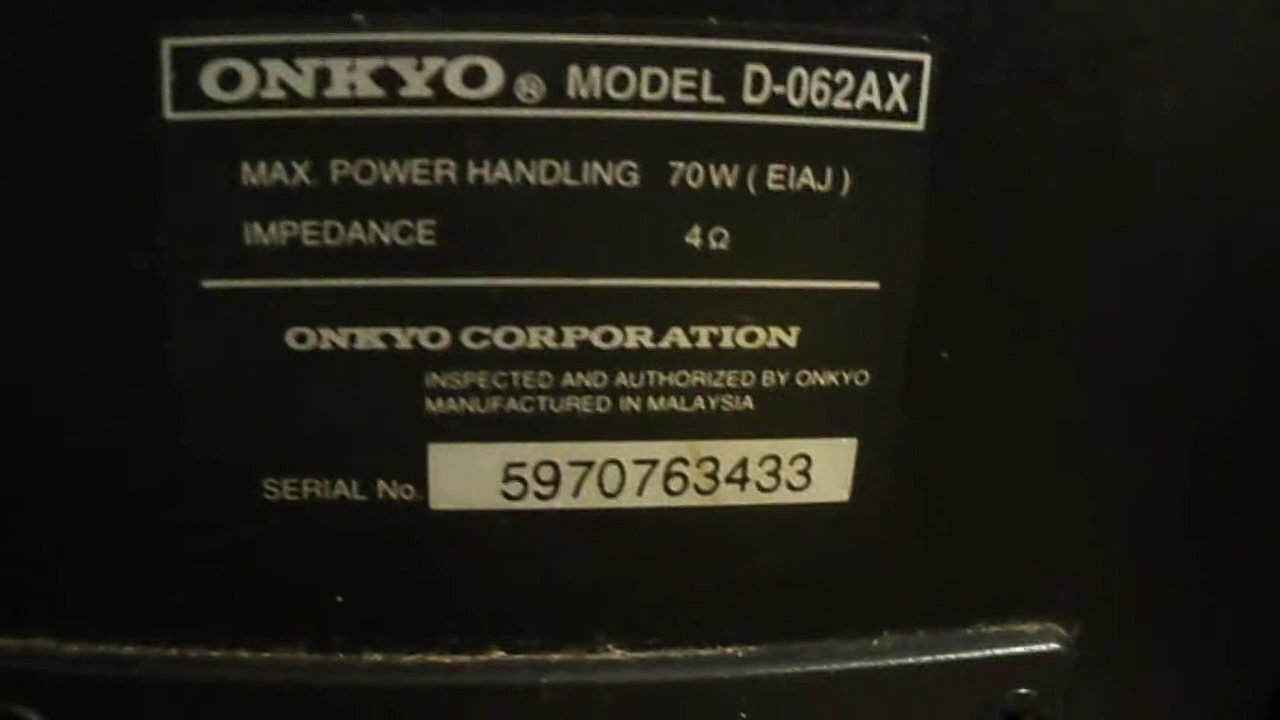 ONKYO® MODEL D-062AX
MAX. POWER HANDLING 70W ( EIAJ )
IMPEDANCE 4Ω
ONKYO CORPORATION
INSPECTED AND AUTHORIZED BY ONKYO
MANUFACTURED IN MALAYSIA
SERIAL No. 5970763433